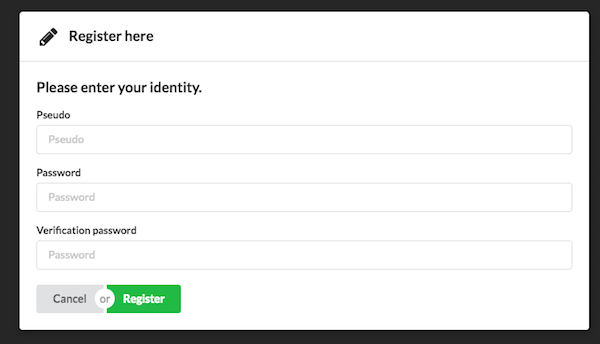 Register here
Please enter your identity.
Pseudo
Pseudo
Password
Password
Verification password
Password
Cancel or Register